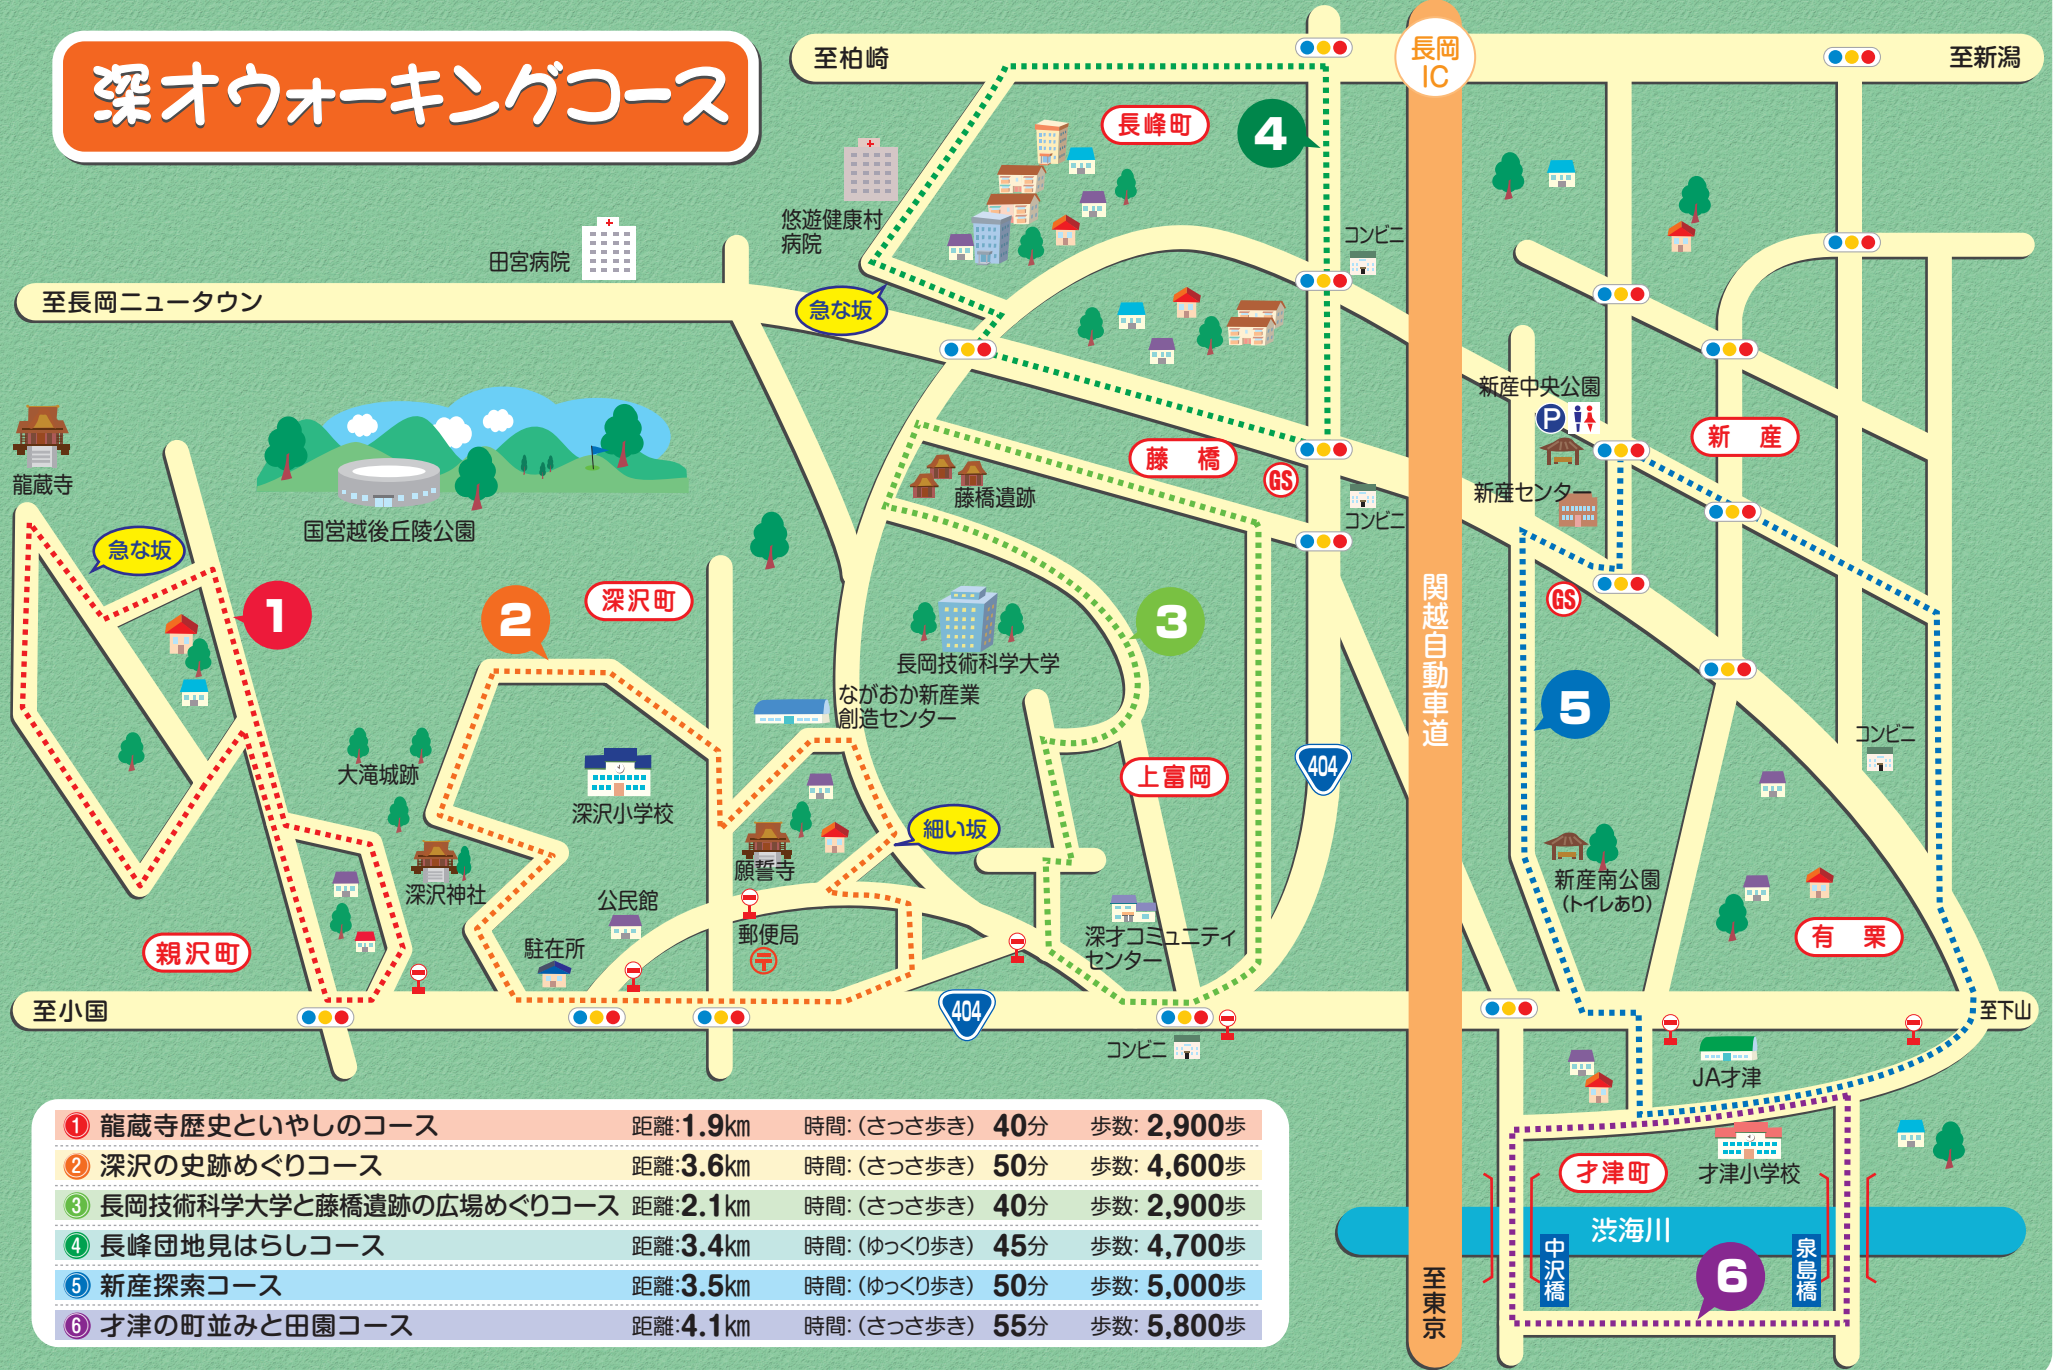 深オウォーキングコース
至柏崎
長岡
IC
至新潟
長峰町
4
悠遊健康村
病院
田宮病院
コンビニ
至長岡ニュータウン
急な坂
新産中央公園
P
新　産
藤　橋
GS
龍蔵寺
藤橋遺跡
新産センター
コンビニ
国営越後丘陵公園
急な坂
1
2
深沢町
3
GS
関越自動車道
長岡技術科学大学
ながおか新産業
創造センター
5
コンビニ
大滝城跡
上富岡
404
深沢小学校
細い坂
願誓寺
深沢神社
公民館
新産南公園
(トイレあり)
親沢町
駐在所
郵便局
深才コミュニティ
センター
有　栗
至小国
404
至下山
コンビニ
JA才津
才津町
才津小学校
渋海川
中沢橋
泉島橋
6
至東京
1 龍蔵寺歴史といやしのコース 距離:1.9km 時間:(さっさ歩き) 40分 歩数: 2,900歩
2 深沢の史跡めぐりコース 距離:3.6km 時間:(さっさ歩き) 50分 歩数: 4,600歩
3 長岡技術科学大学と藤橋遺跡の広場めぐりコース 距離:2.1km 時間:(さっさ歩き) 40分 歩数: 2,900歩
4 長峰団地見はらしコース 距離:3.4km 時間:(ゆっくり歩き) 45分 歩数: 4,700歩
5 新産探索コース 距離:3.5km 時間:(ゆっくり歩き) 50分 歩数: 5,000歩
6 才津の町並みと田園コース 距離:4.1km 時間:(さっさ歩き) 55分 歩数: 5,800歩